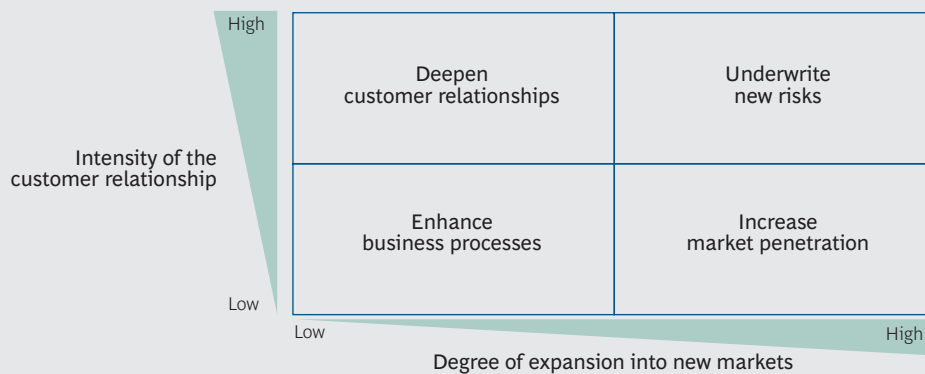 High
Deepen
customer relationships
Underwrite
new risks
Intensity of the
customer relationship
Enhance
business processes
Increase
market penetration
Low
Low
High
Degree of expansion into new markets